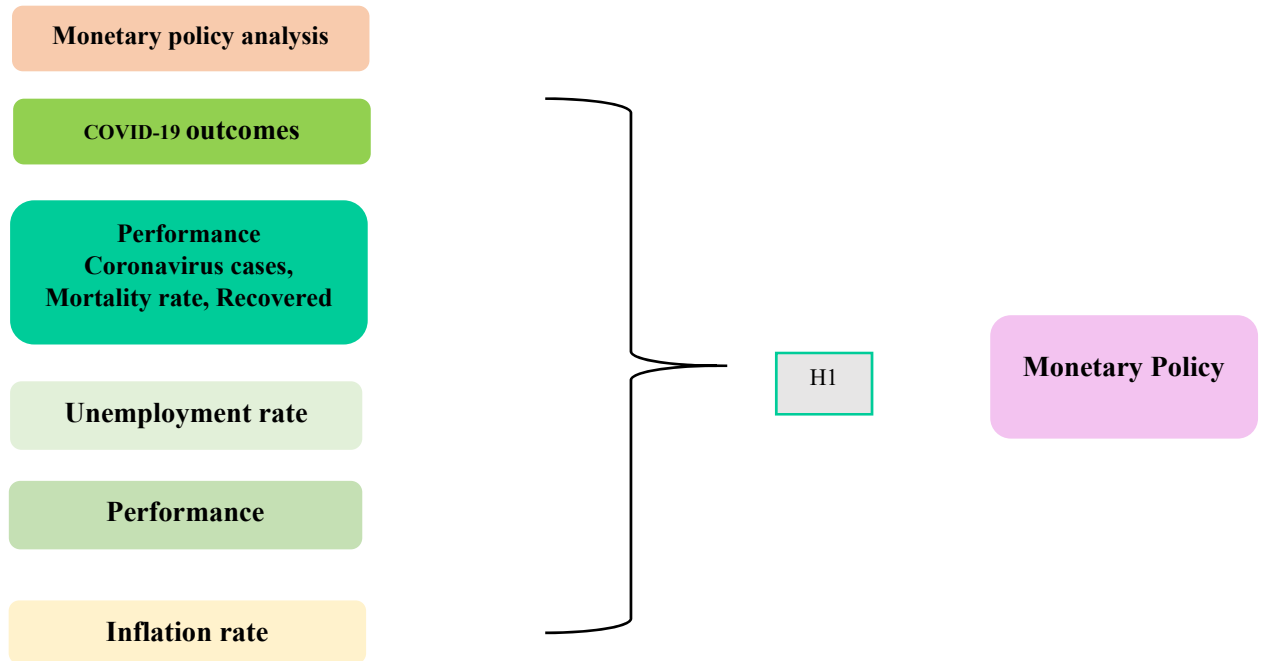 Monetary policy analysis
COVID-19 outcomes
Performance
Coronavirus cases,
Mortality rate, Recovered
Unemployment rate
Performance
Inflation rate
H1
Monetary Policy